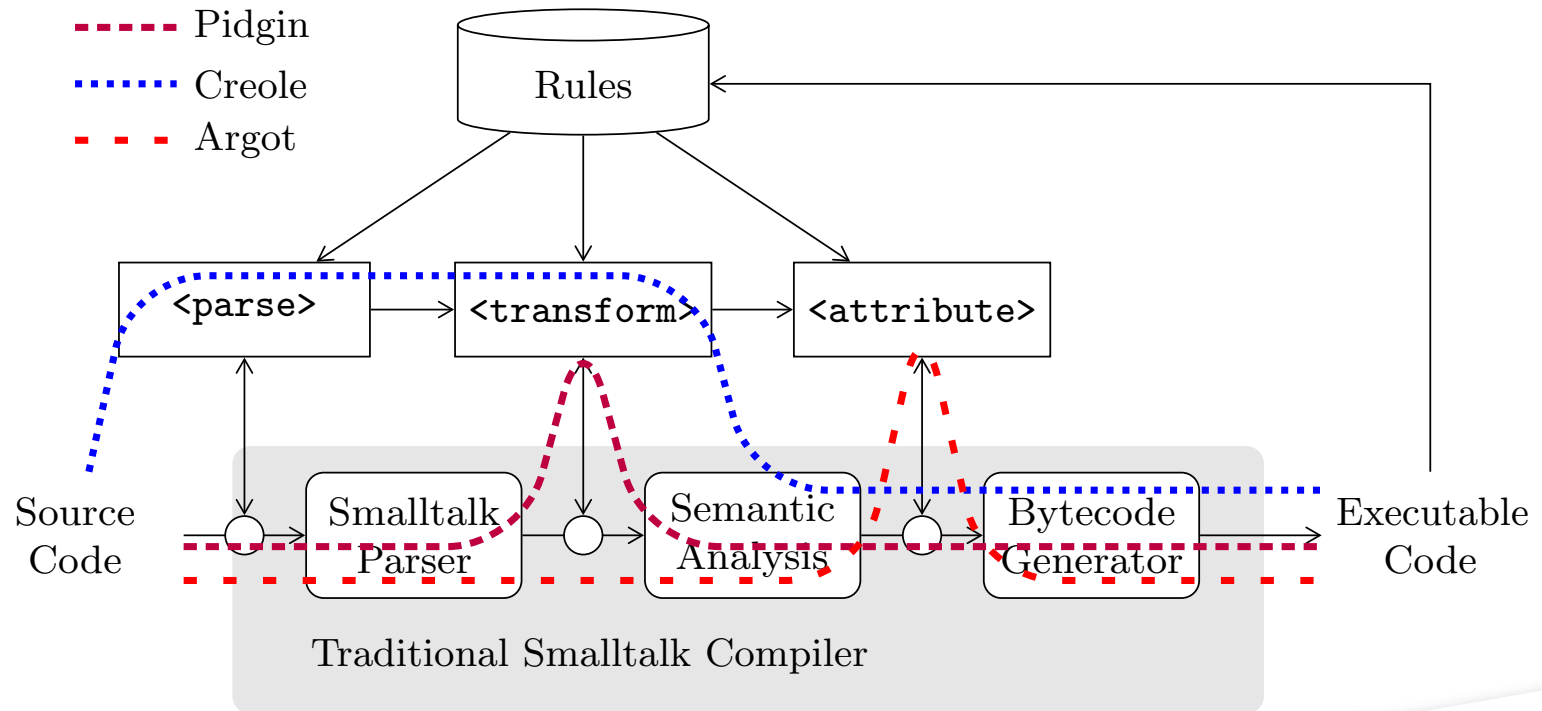 Pidgin
Creole
Argot
Rules
<parse>
<transform>
<attribute>
Source
Code
Smalltalk
Parser
Semantic
Analysis
Bytecode
Generator
Executable
Code
Traditional Smalltalk Compiler